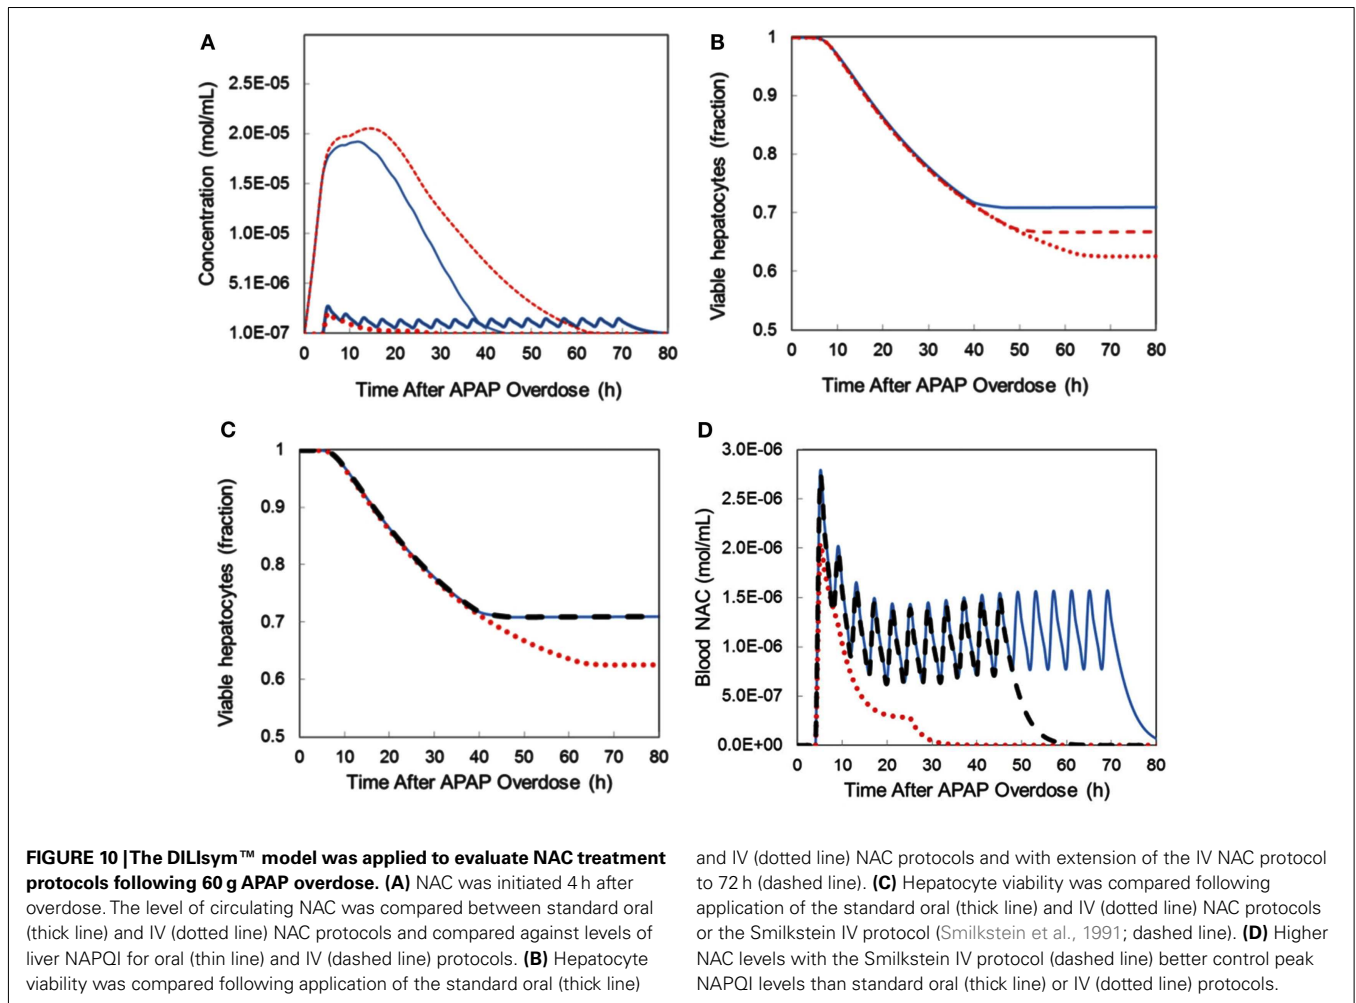 A
2.5E-05
2.0E-05
1.5E-05
1.0E-05
5.1E-06
1.0E-07
Concentration (mol/mL)
0 10 20 30 40 50 60 70 80
Time After APAP Overdose (h)
B
1
0.9
0.8
0.7
0.6
0.5
Viable hepatocytes (fraction)
0 10 20 30 40 50 60 70 80
Time After APAP Overdose (h)
C
1
0.9
0.8
0.7
0.6
0.5
Viable hepatocytes (fraction)
0 10 20 30 40 50 60 70 80
Time After APAP Overdose (h)
D
3.0E-06
2.5E-06
2.0E-06
1.5E-06
1.0E-06
5.0E-07
0.0E+00
Blood NAC (mol/mL)
0 10 20 30 40 50 60 70 80
Time After APAP Overdose (h)
FIGURE 10 | The DILIsym™ model was applied to evaluate NAC treatment
protocols following 60 g APAP overdose. (A) NAC was initiated 4 h after
overdose. The level of circulating NAC was compared between standard oral
(thick line) and IV (dotted line) NAC protocols and compared against levels of
liver NAPQI for oral (thin line) and IV (dashed line) protocols. (B) Hepatocyte
viability was compared following application of the standard oral (thick line)
and IV (dotted line) NAC protocols and with extension of the IV NAC protocol
to 72 h (dashed line). (C) Hepatocyte viability was compared following
application of the standard oral (thick line) and IV (dotted line) NAC protocols
or the Smilkstein IV protocol (Smilkstein et al., 1991; dashed line). (D) Higher
NAC levels with the Smilkstein IV protocol (dashed line) better control peak
NAPQI levels than standard oral (thick line) or IV (dotted line) protocols.